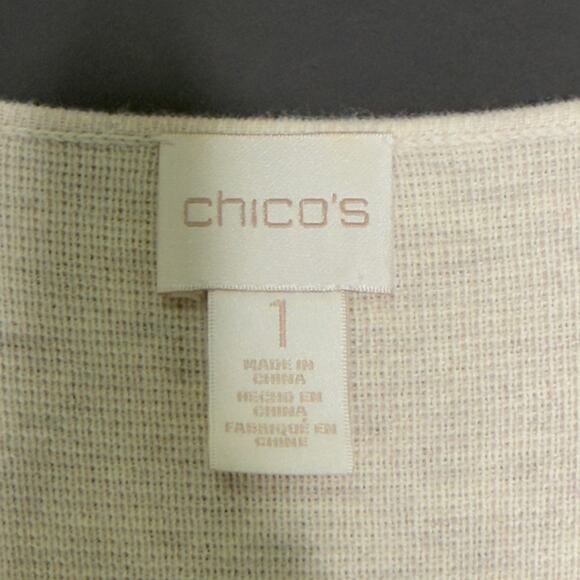 chico's
1
MADE IN
CHINA
HECHO EN
CHINA
FABRIQUÉ EN
CHINE